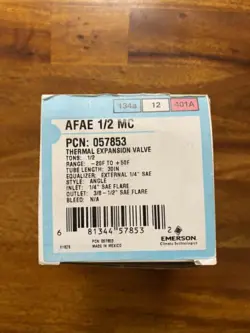 134a 12 401A
AFAE 1/2 MC
PCN: 057853
THERMAL EXPANSION VALVE
TONS: 1/2
RANGE: -20F TO +50F
TUBE LENGTH: 30IN
EQUALIZER: EXTERNAL 1/4" SAE
STYLE: ANGLE
INLET: 1/4" SAE FLARE
OUTLET: 3/8-1/2" SAE FLARE
BLEED: N/A
EMERSON
Climate Technologies
6 81344 57853 2
PCN 057853
MADE IN MEXICO